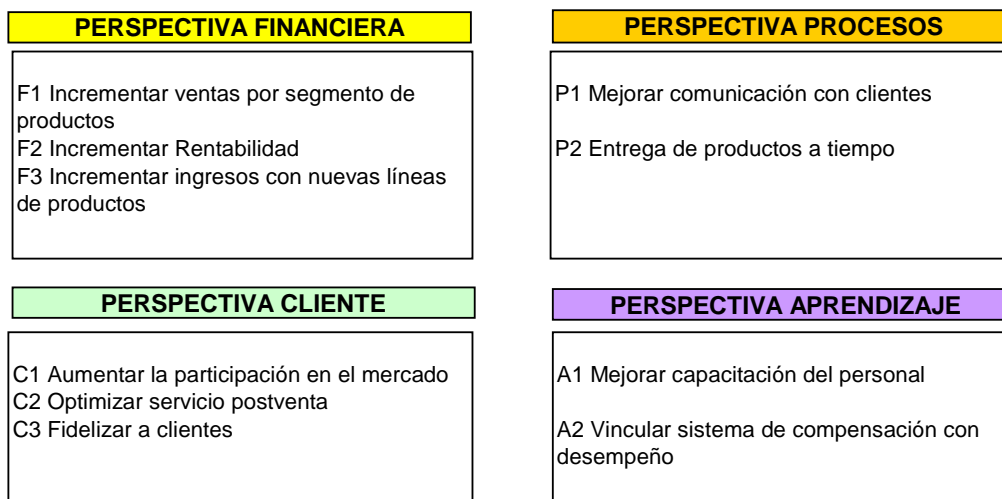 PERSPECTIVA FINANCIERA
F1 Incrementar ventas por segmento de
productos
F2 Incrementar Rentabilidad
F3 Incrementar ingresos con nuevas líneas
de productos
PERSPECTIVA PROCESOS
P1 Mejorar comunicación con clientes
P2 Entrega de productos a tiempo
PERSPECTIVA CLIENTE
C1 Aumentar la participación en el mercado
C2 Optimizar servicio postventa
C3 Fidelizar a clientes
PERSPECTIVA APRENDIZAJE
A1 Mejorar capacitación del personal
A2 Vincular sistema de compensación con
desempeño